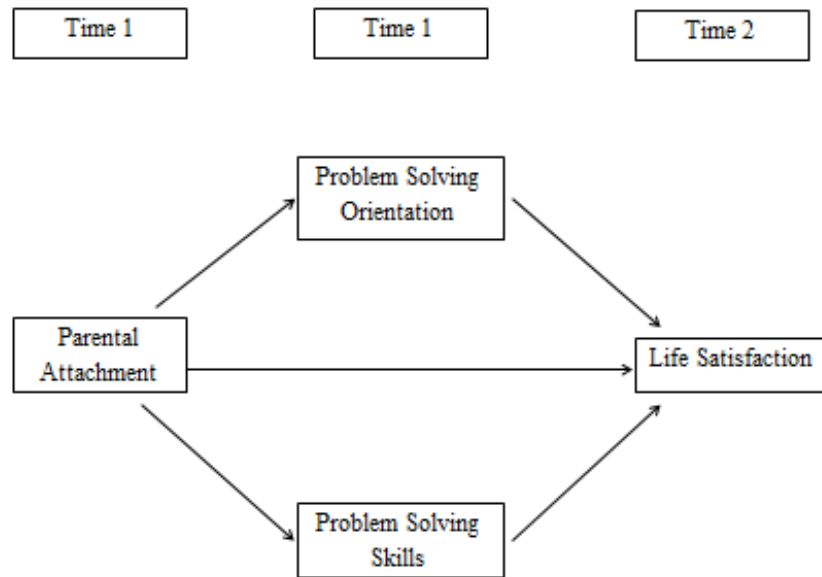 Time 1
Time 1
Time 2
Problem Solving
Orientation
Parental
Attachment
Life Satisfaction
Problem Solving
Skills